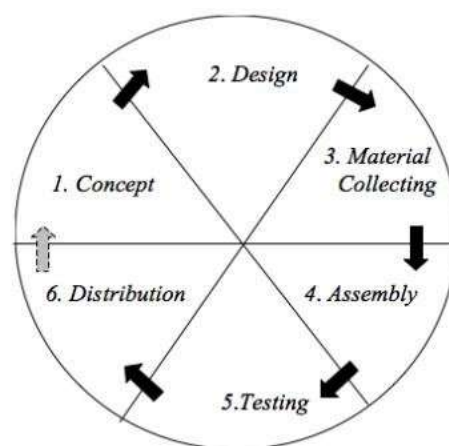 1. Concept
2. Design
3. Material
Collecting
4. Assembly
5.Testing
6. Distribution